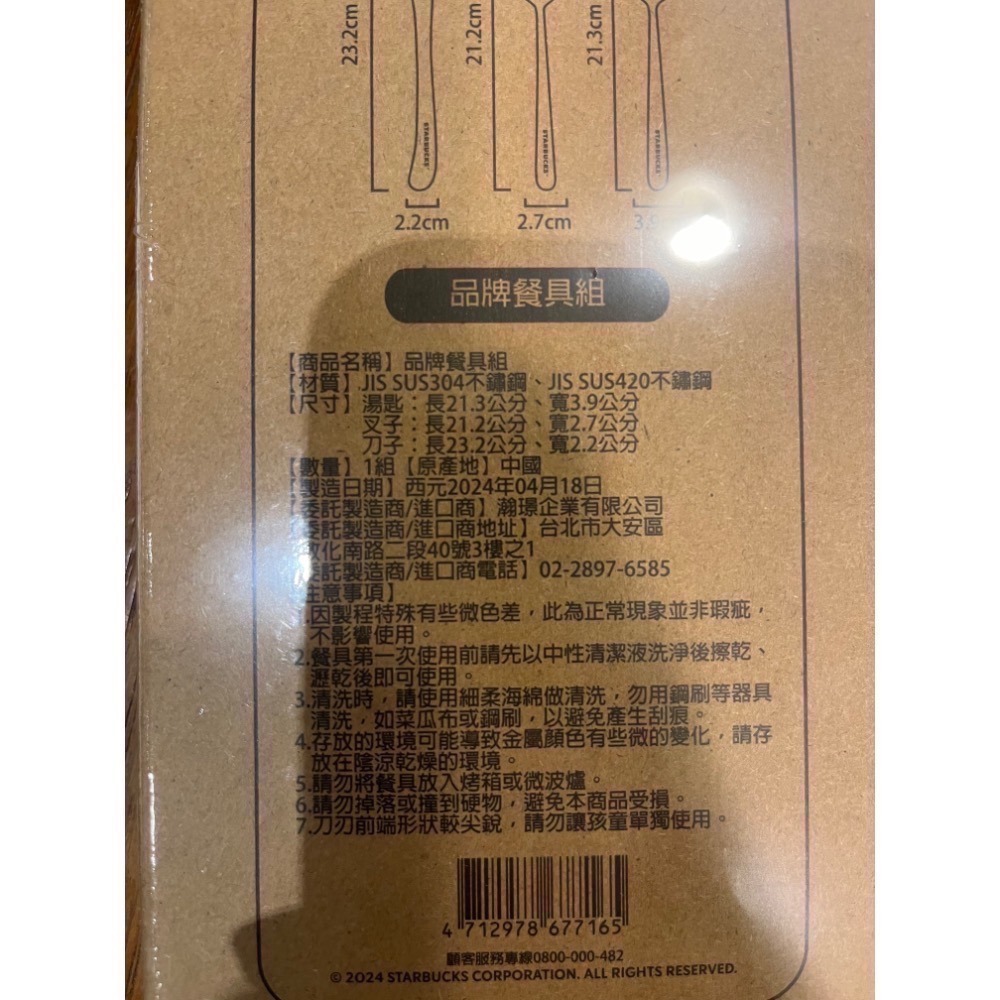 23.2cm
21.2cm
21.3cm
STARBUCKS
STARBUCKS
STARBUCKS
2.2cm
2.7cm
3.9
品牌餐具組
【商品名稱】品牌餐具組
【材質】JIS SUS304不鏽鋼、JIS SUS420不鏽鋼
【尺寸】湯匙：長21.3公分、寬3.9公分
叉子：長21.2公分、寬2.7公分
刀子：長23.2公分、寬2.2公分
【數量】1組【原產地】中國
【製造日期】西元2024年04月18日
【委託製造商/進口商】瀚璟企業有限公司
【委託製造商/進口商地址】台北市大安區
敦化南路二段40號3樓之1
【委託製造商/進口商電話】02-2897-6585
【注意事項】
1.因製程特殊有些微色差，此為正常現象並非瑕疵，
不影響使用。
2.餐具第一次使用前請先以中性清潔液洗淨後擦乾、
瀝乾後即可使用。
3.清洗時，請使用細柔海綿做清洗，勿用鋼刷等器具
清洗，如菜瓜布或鋼刷，以避免產生刮痕。
4.存放的環境可能導致金屬顏色有些微的變化，請存
放在陰涼乾燥的環境。
5.請勿將餐具放入烤箱或微波爐。
6.請勿掉落或撞到硬物，避免本商品受損。
7.刀刃前端形狀較尖銳，請勿讓孩童單獨使用。
4 712978 677165
顧客服務專線0800-000-482
© 2024 STARBUCKS CORPORATION. ALL RIGHTS RESERVED.